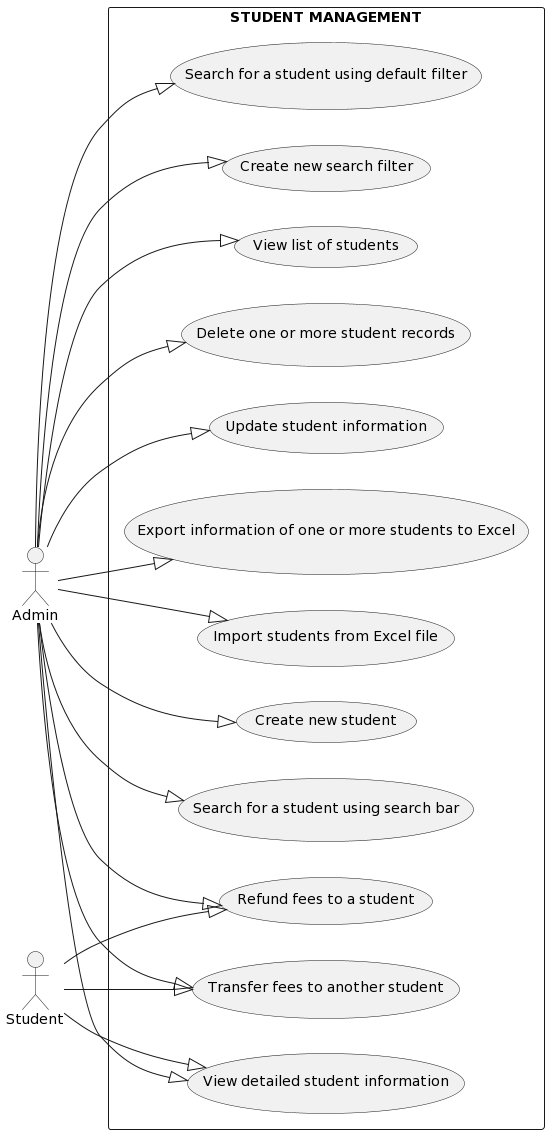 STUDENT MANAGEMENT
Search for a student using default filter
Create new search filter
View list of students
Delete one or more student records
Update student information
Export information of one or more students to Excel
Admin
Import students from Excel file
Create new student
Search for a student using search bar
Refund fees to a student
Transfer fees to another student
Student
View detailed student information